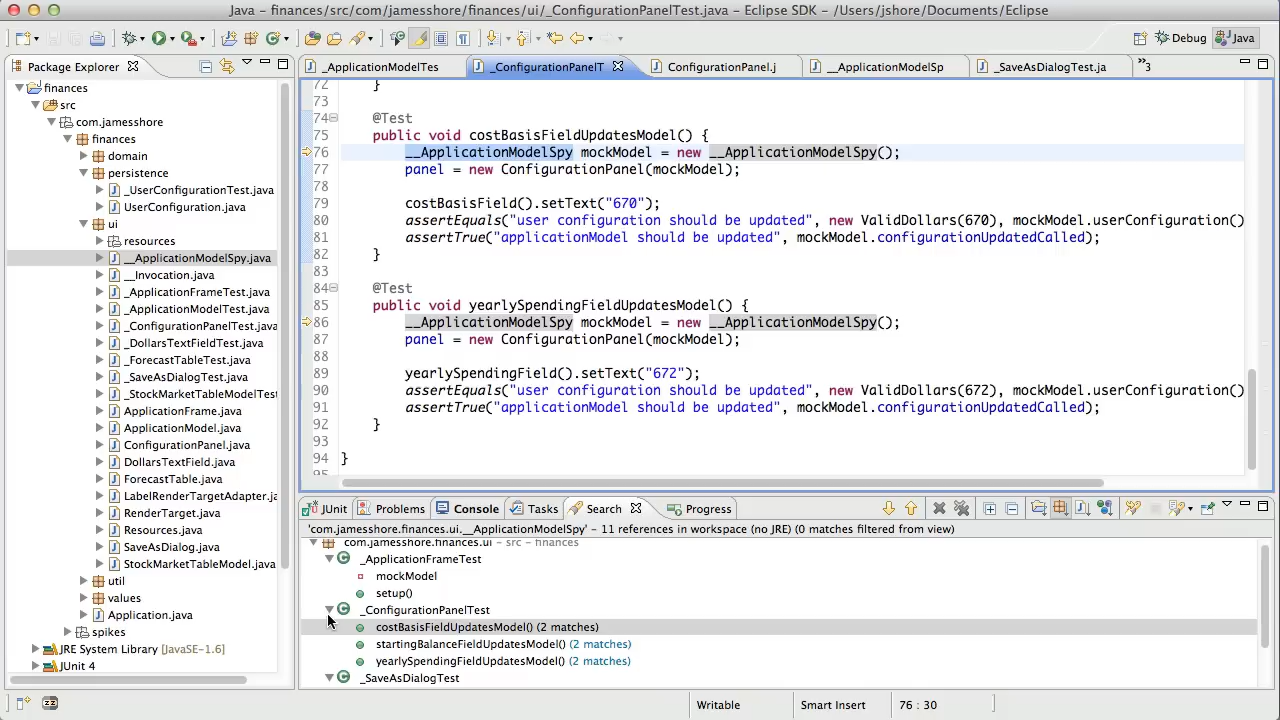 Java – finances/src/com/jamesshore/finances/ui/_ConfigurationPanelTest.java – Eclipse SDK – /Users/jshore/Documents/Eclipse
Debug
Java
Package Explorer
_ApplicationModelTes
_ConfigurationPanelT
ConfigurationPanel.j
__ApplicationModelSp
_SaveAsDialogTest.ja
»3
finances
src
com.jamesshore
finances
domain
persistence
_UserConfigurationTest.java
UserConfiguration.java
ui
resources
__ApplicationModelSpy.java
__Invocation.java
_ApplicationFrameTest.java
_ApplicationModelTest.java
_ConfigurationPanelTest.java
_DollarsTextFieldTest.java
_ForecastTableTest.java
_SaveAsDialogTest.java
_StockMarketTableModelTest
ApplicationFrame.java
ApplicationModel.java
ConfigurationPanel.java
DollarsTextField.java
ForecastTable.java
LabelRenderTargetAdapter.ja
RenderTarget.java
Resources.java
SaveAsDialog.java
StockMarketTableModel.java
util
values
Application.java
spikes
JRE System Library [JavaSE-1.6]
JUnit 4
72 }
73
74 @Test
75 public void costBasisFieldUpdatesModel() {
76 __ApplicationModelSpy mockModel = new __ApplicationModelSpy();
77 panel = new ConfigurationPanel(mockModel);
78
79 costBasisField().setText("670");
80 assertEquals("user configuration should be updated", new ValidDollars(670), mockModel.userConfiguration()
81 assertTrue("applicationModel should be updated", mockModel.configurationUpdatedCalled);
82 }
83
84 @Test
85 public void yearlySpendingFieldUpdatesModel() {
86 __ApplicationModelSpy mockModel = new __ApplicationModelSpy();
87 panel = new ConfigurationPanel(mockModel);
88
89 yearlySpendingField().setText("672");
90 assertEquals("user configuration should be updated", new ValidDollars(672), mockModel.userConfiguration()
91 assertTrue("applicationModel should be updated", mockModel.configurationUpdatedCalled);
92 }
93
94 }
95
JUnit
Problems
Console
Tasks
Search
Progress
'com.jamesshore.finances.ui.__ApplicationModelSpy' – 11 references in workspace (no JRE) (0 matches filtered from view)
com.jamesshore.finances.ui – src – finances
_ApplicationFrameTest
mockModel
setup()
_ConfigurationPanelTest
costBasisFieldUpdatesModel() (2 matches)
startingBalanceFieldUpdatesModel() (2 matches)
yearlySpendingFieldUpdatesModel() (2 matches)
_SaveAsDialogTest
Writable
Smart Insert
76 : 30